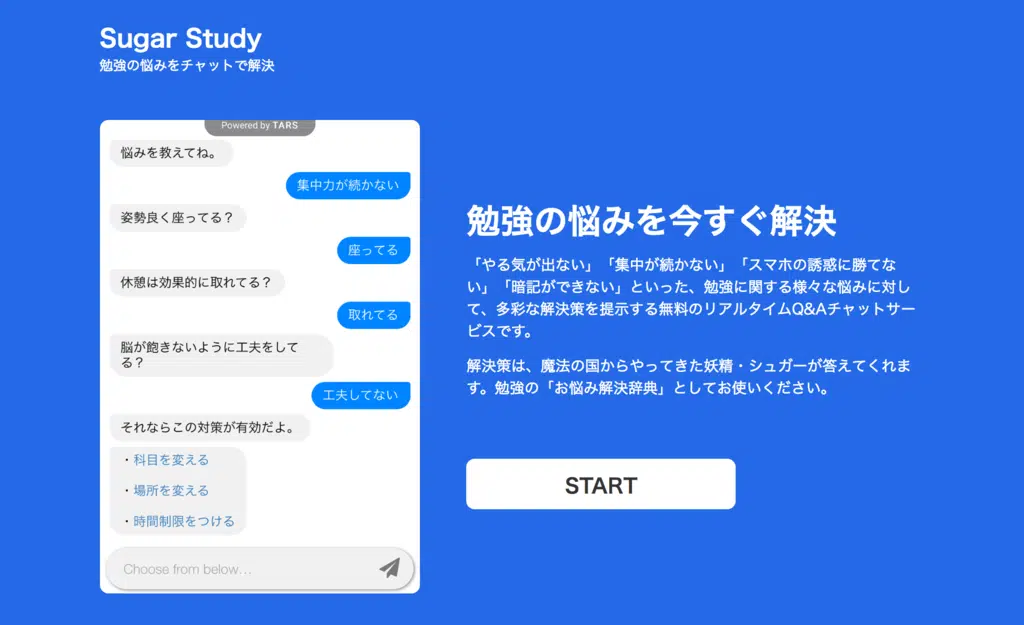 Sugar Study
勉強の悩みをチャットで解決
Powered by TARS
悩みを教えてね。
集中力が続かない
姿勢良く座ってる？
座ってる
休憩は効果的に取れてる？
取れてる
脳が飽きないように工夫をして
る？
工夫してない
それならこの対策が有効だよ。
・科目を変える
・場所を変える
・時間制限をつける
Choose from below...
勉強の悩みを今すぐ解決
「やる気が出ない」「集中が続かない」「スマホの誘惑に勝てな
い」「暗記ができない」といった、勉強に関する様々な悩みに対し
て、多彩な解決策を提示する無料のリアルタイムQ&Aチャットサー
ビスです。
解決策は、魔法の国からやってきた妖精・シュガーが答えてくれま
す。勉強の「お悩み解決辞典」としてお使いください。
START